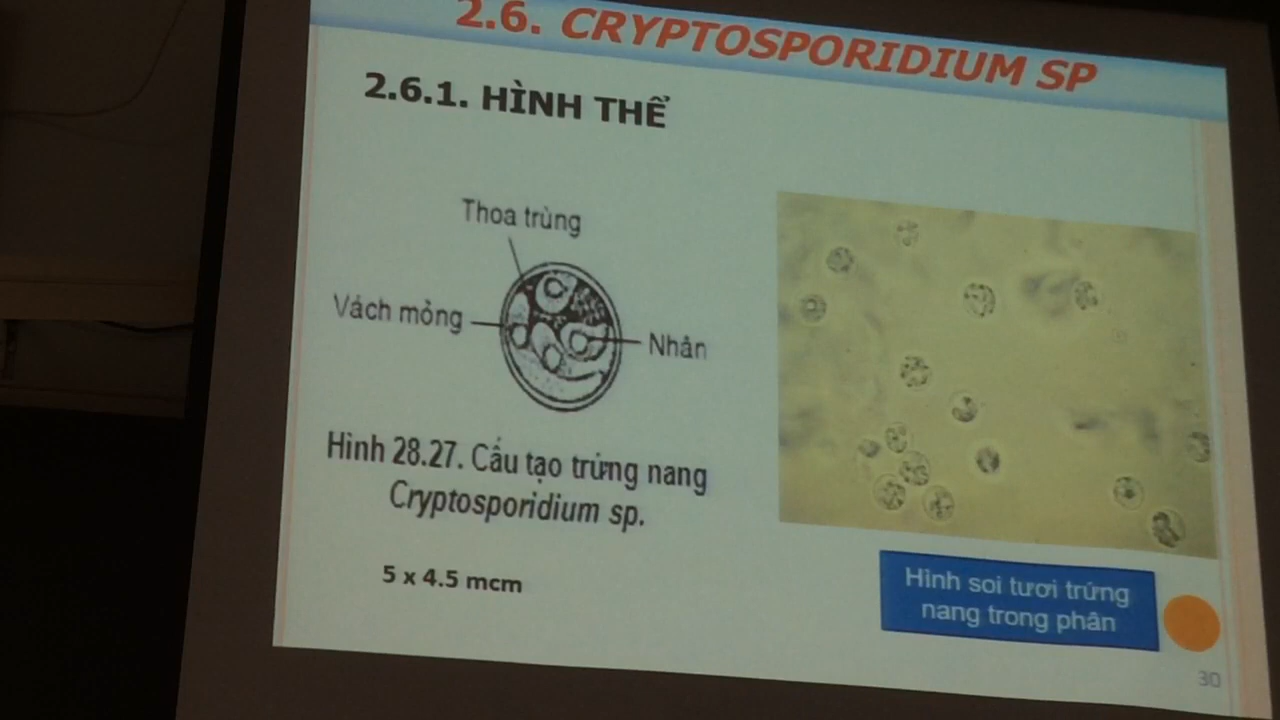 2.6. CRYPTOSPORIDIUM SP
2.6.1. HÌNH THỂ
Thoa trùng
Vách mỏng
Nhân
Hình 28.27. Cấu tạo trứng nang
Cryptosporidium sp.
5 x 4.5 mcm
Hình soi tươi trứng
nang trong phân
30